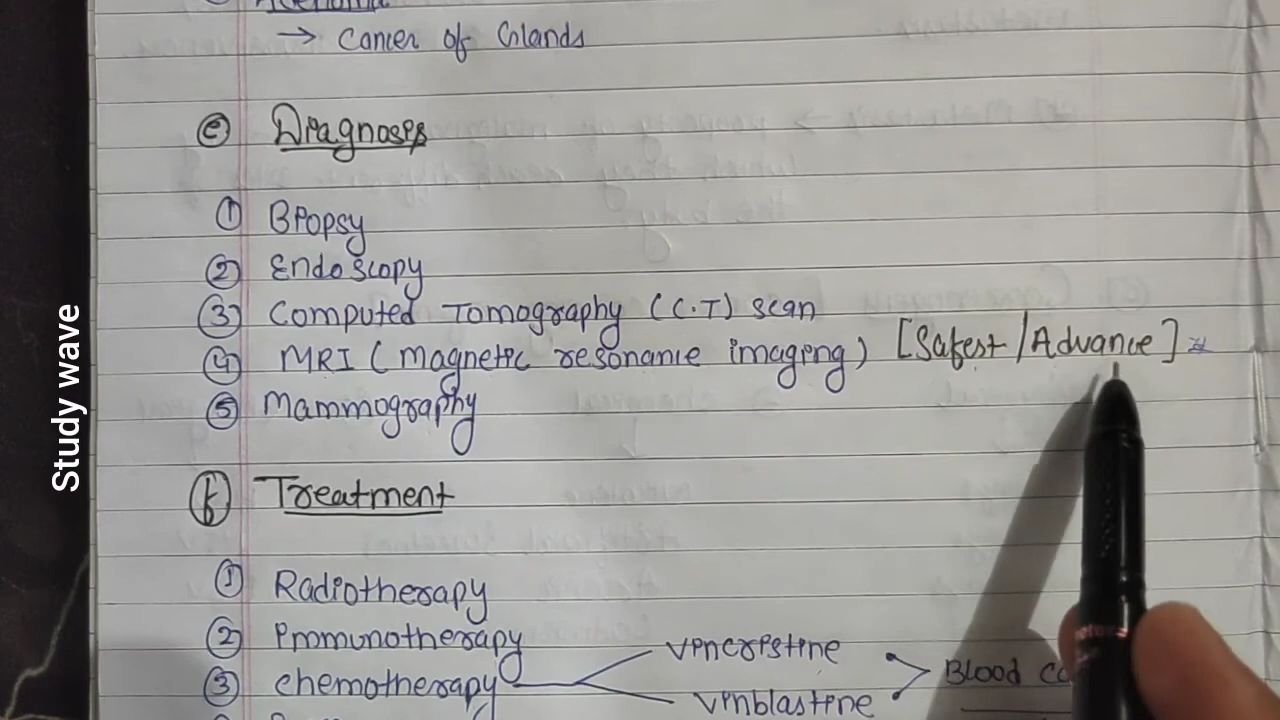 → Cancer of Glands
(e) Diagnosis
① Biopsy
② Endoscopy
③ Computed Tomography (C.T) scan
④ MRI (Magnetic resonance imaging) [Safest/Advance]
⑤ Mammography
(f) Treatment
① Radiotherapy
② Immunotherapy
③ chemotherapy
vincristine
vinblastine
Blood
Study wave